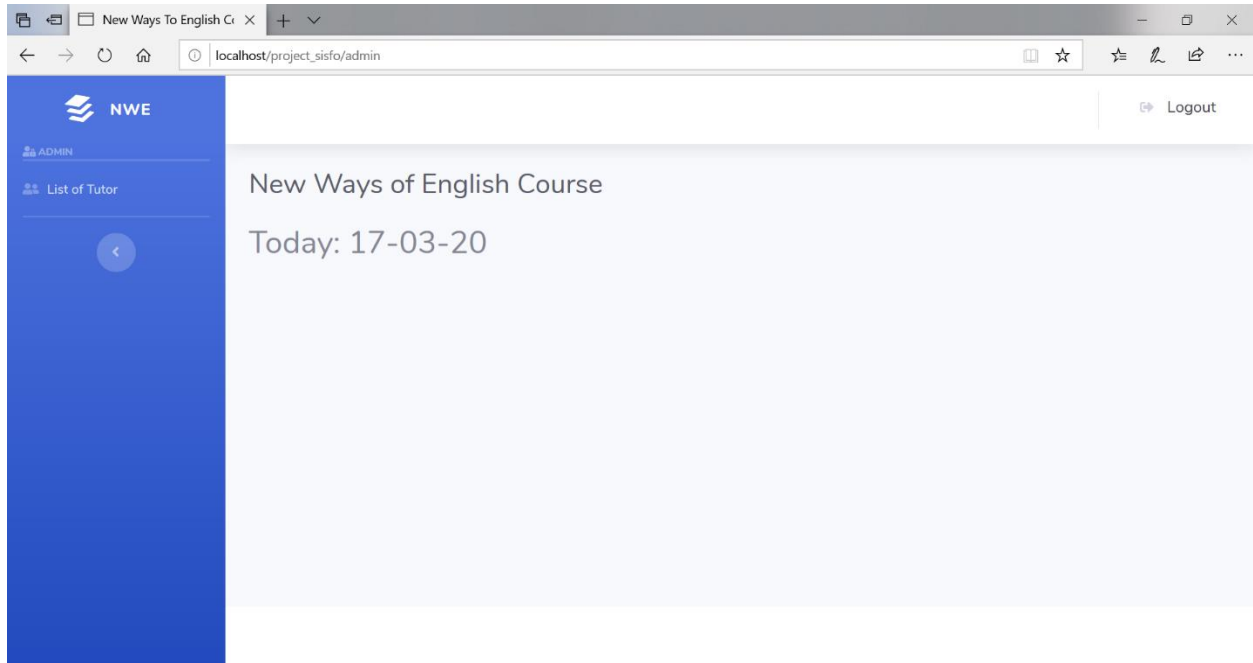 New Ways To English Co
localhost/project_sisfo/admin
NWE
Logout
ADMIN
List of Tutor
New Ways of English Course
Today: 17-03-20